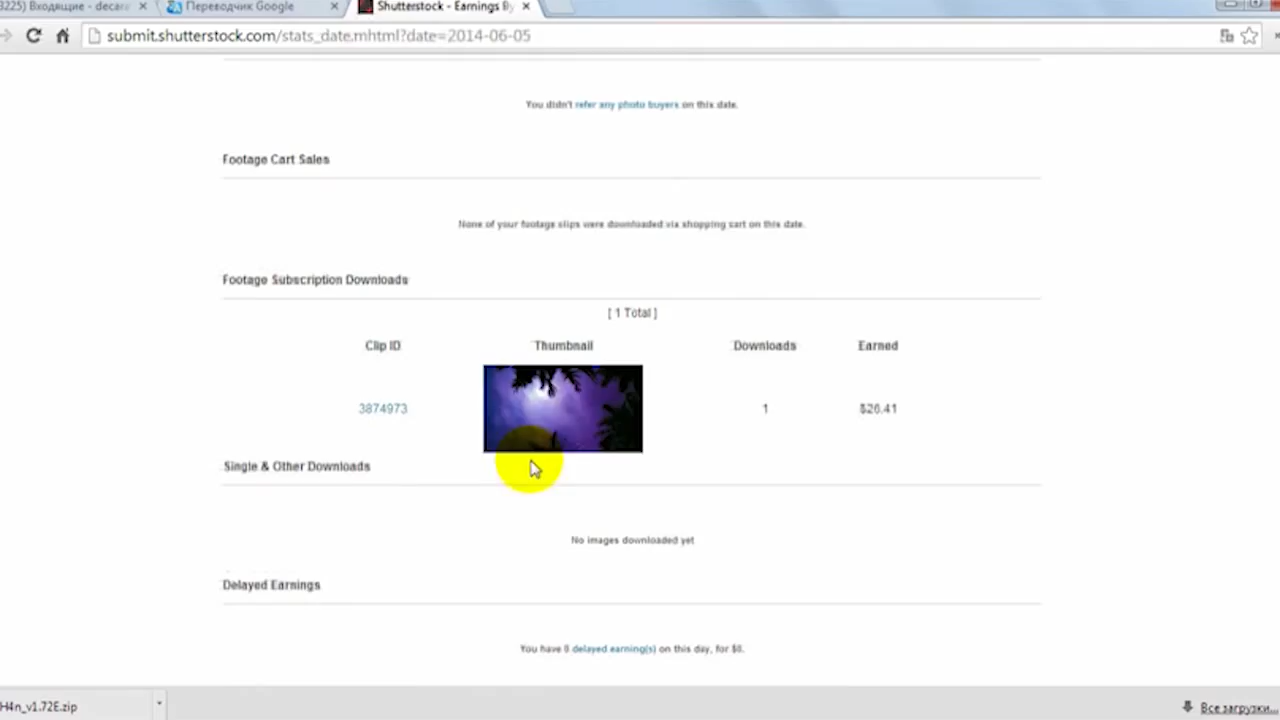 3225) Входящие - decar
Переводчик Google
Shutterstock - Earnings By
submit.shutterstock.com/stats_date.mhtml?date=2014-06-05
You didn't refer any photo buyers on this date.
Footage Cart Sales
None of your footage clips were downloaded via shopping cart on this date.
Footage Subscription Downloads
[ 1 Total ]
Clip ID Thumbnail Downloads Earned
3874973 1 $26.41
Single & Other Downloads
No images downloaded yet
Delayed Earnings
You have 0 delayed earning(s) on this day, for $0.
H4n_v1.72E.zip
Все загрузки...